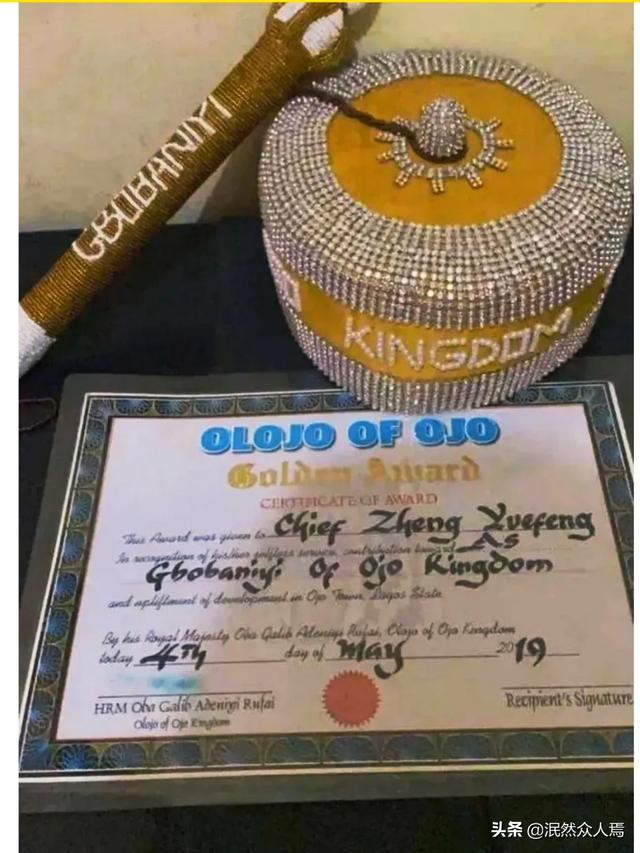 GBOBANIYI
KINGDOM
OLOJO OF OJO
Golden Award
CERTIFICATE OF AWARD
This Award was given to Chief Zheng Yuefeng
In recognition of his/her selfless service, contribution toward As
Gbobaniyi Of Ojo Kingdom
and upliftment of development in Ojo Town, Lagos State.
By his Royal Majesty Oba Galib Adeniyi Rufai, Olojo of Ojo Kingdom
today 4TH day of May 2019
HRM Oba Galib Adeniyi Rufai
Olojo of Ojo Kingdom
Recipient's Signature
头条 @泯然众人焉